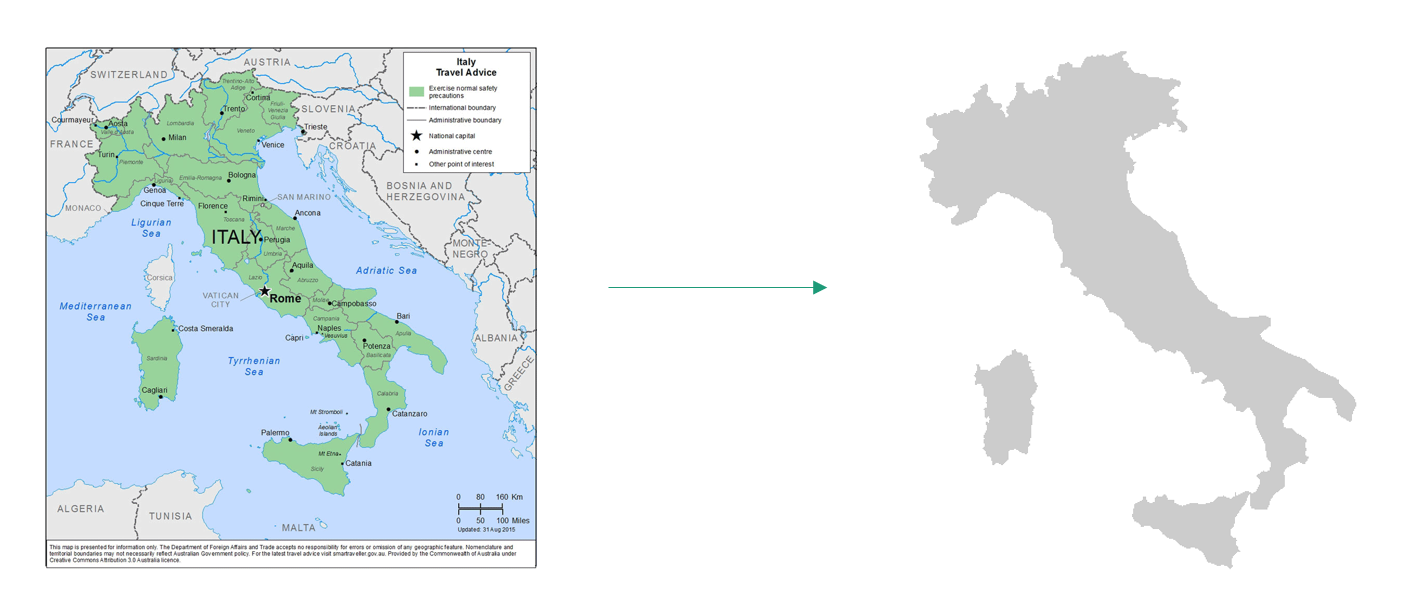 Italy
Travel Advice
Exercise normal safety
precautions
International boundary
Administrative boundary
National capital
Administrative centre
Other point of interest
SWITZERLAND
AUSTRIA
SLOVENIA
CROATIA
BOSNIA AND
HERZEGOVINA
MONTE-
NEGRO
ALBANIA
GREECE
FRANCE
MONACO
SAN MARINO
VATICAN
CITY
Corsica
ALGERIA
TUNISIA
MALTA
ITALY
Rome
Courmayeur
Aosta
Valle d'Aosta
Turin
Piemonte
Milan
Lombardia
Trentino-Alto
Adige
Cortina
Trento
Friuli-
Venezia
Giulia
Veneto
Trieste
Venice
Genoa
Liguria
Cinque Terre
Emilia-Romagna
Bologna
Rimini
Florence
Toscana
Ancona
Marche
Perugia
Umbria
Aquila
Lazio
Abruzzo
Molise
Campobasso
Campania
Naples
Vesuvius
Capri
Bari
Apulia
Potenza
Basilicata
Calabria
Catanzaro
Costa Smeralda
Sardinia
Cagliari
Mt Stromboli
Aeolian
Islands
Palermo
Mt Etna
Catania
Sicily
Ligurian
Sea
Adriatic Sea
Mediterranean
Sea
Tyrrhenian
Sea
Ionian
Sea
0 80 160 Km
0 50 100 Miles
Updated: 31 Aug 2015
This map is presented for information only. The Department of Foreign Affairs and Trade accepts no responsibility for errors or omission of any geographic feature. Nomenclature and
territorial boundaries may not necessarily reflect Australian Government policy. For the latest travel advice visit smartraveller.gov.au. Provided by the Commonwealth of Australia under
Creative Commons Attribution 3.0 Australia licence.